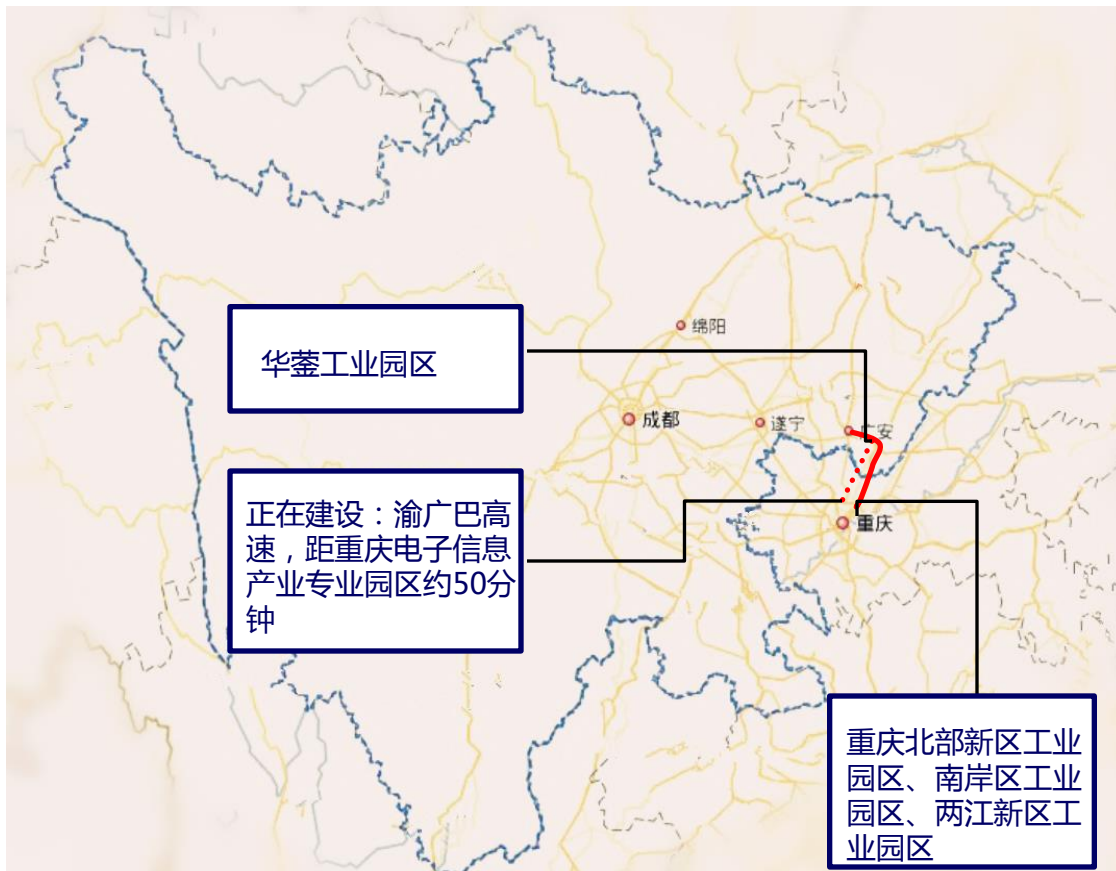 绵阳
华蓥工业园区
成都
遂宁
广安
正在建设：渝广巴高
速，距重庆电子信息
产业专业园区约50分
钟
重庆
重庆北部新区工业
园区、南岸区工业
园区、两江新区工
业园区